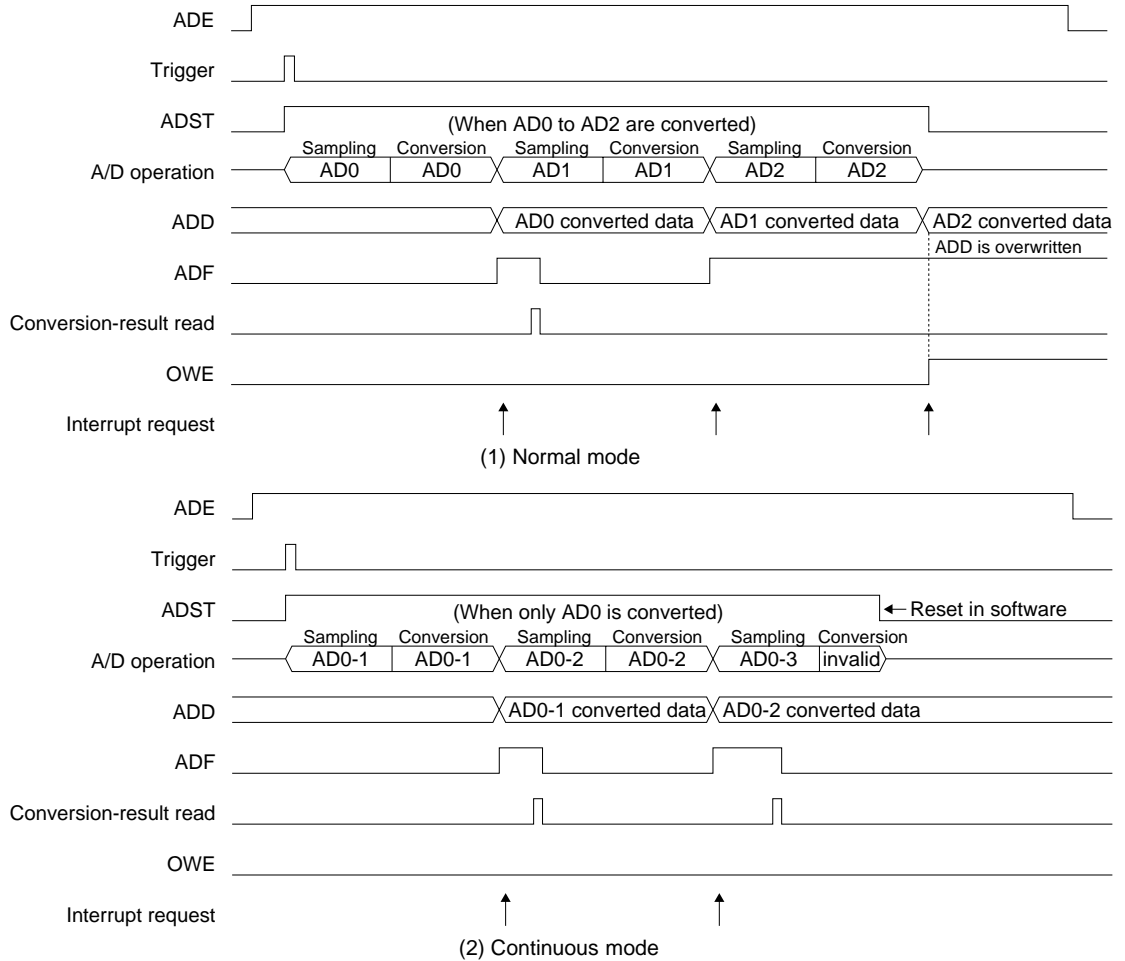 ADE
Trigger
ADST
(When AD0 to AD2 are converted)
Sampling Conversion Sampling Conversion Sampling Conversion
A/D operation AD0 AD0 AD1 AD1 AD2 AD2
ADD AD0 converted data AD1 converted data AD2 converted data
ADD is overwritten
ADF
Conversion-result read
OWE
Interrupt request
(1) Normal mode
ADE
Trigger
ADST (When only AD0 is converted) Reset in software
Sampling Conversion Sampling Conversion Sampling Conversion
A/D operation AD0-1 AD0-1 AD0-2 AD0-2 AD0-3 invalid
ADD AD0-1 converted data AD0-2 converted data
ADF
Conversion-result read
OWE
Interrupt request
(2) Continuous mode